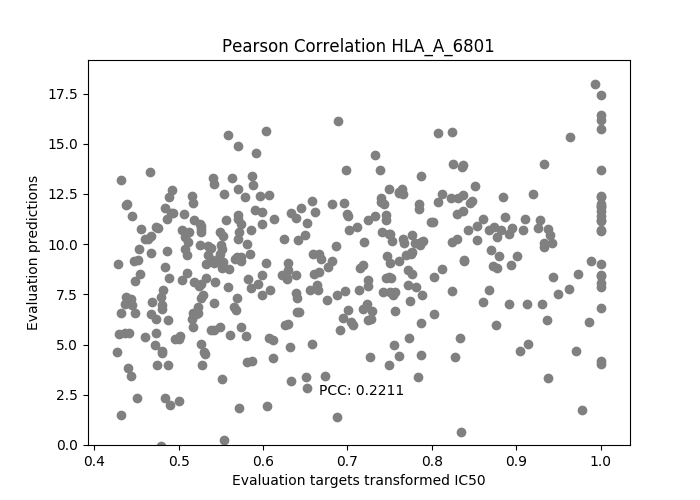 Pearson Correlation HLA_A_6801
17.5
15.0
12.5
10.0
7.5
5.0
2.5
0.0
Evaluation predictions
PCC: 0.2211
0.4 0.5 0.6 0.7 0.8 0.9 1.0
Evaluation targets transformed IC50